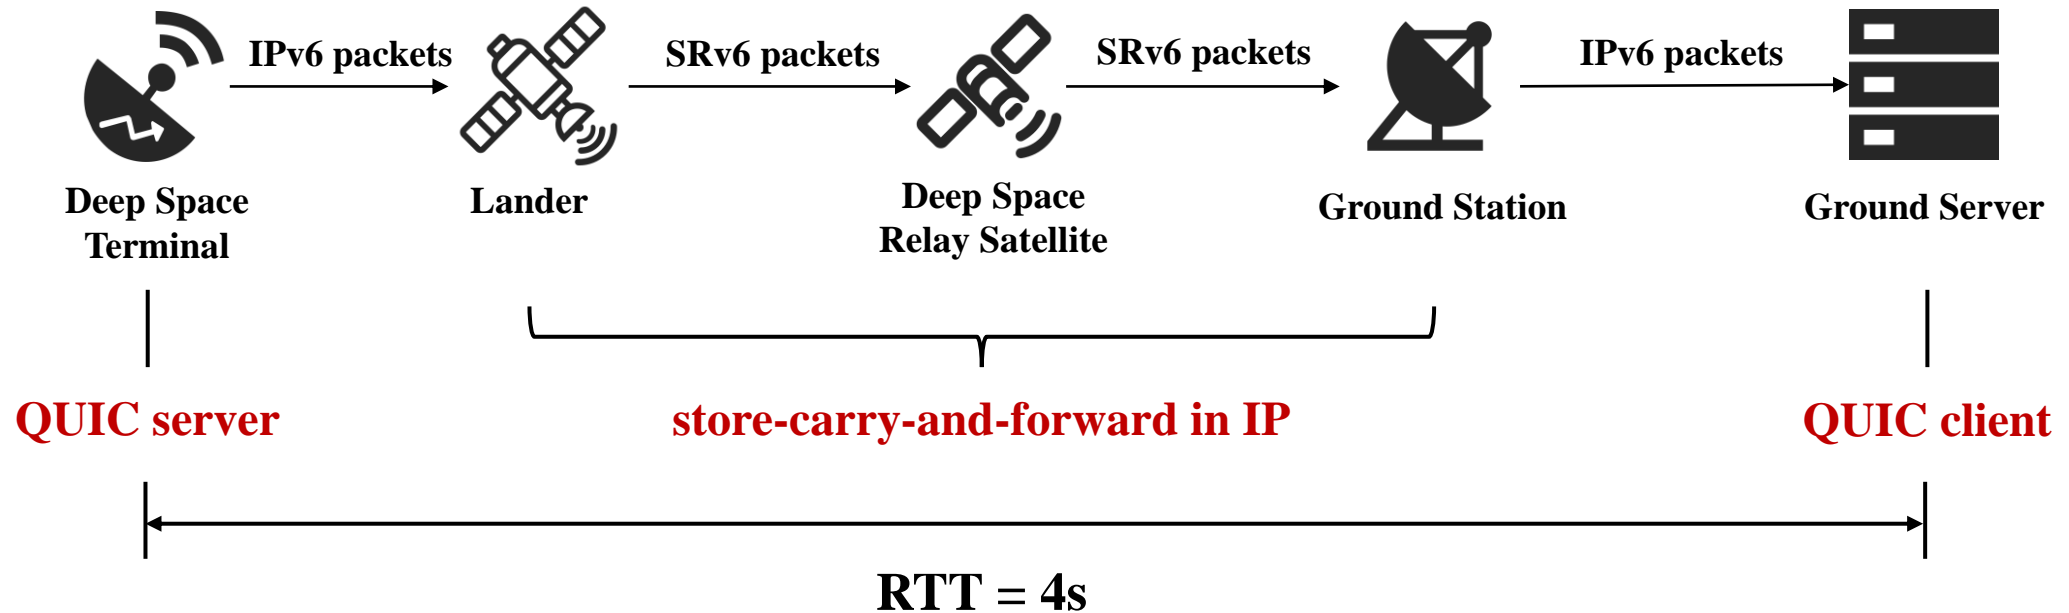 IPv6 packets
SRv6 packets
SRv6 packets
IPv6 packets
Deep Space
Terminal
Lander
Deep Space
Relay Satellite
Ground Station
Ground Server
QUIC server
store-carry-and-forward in IP
QUIC client
RTT = 4s